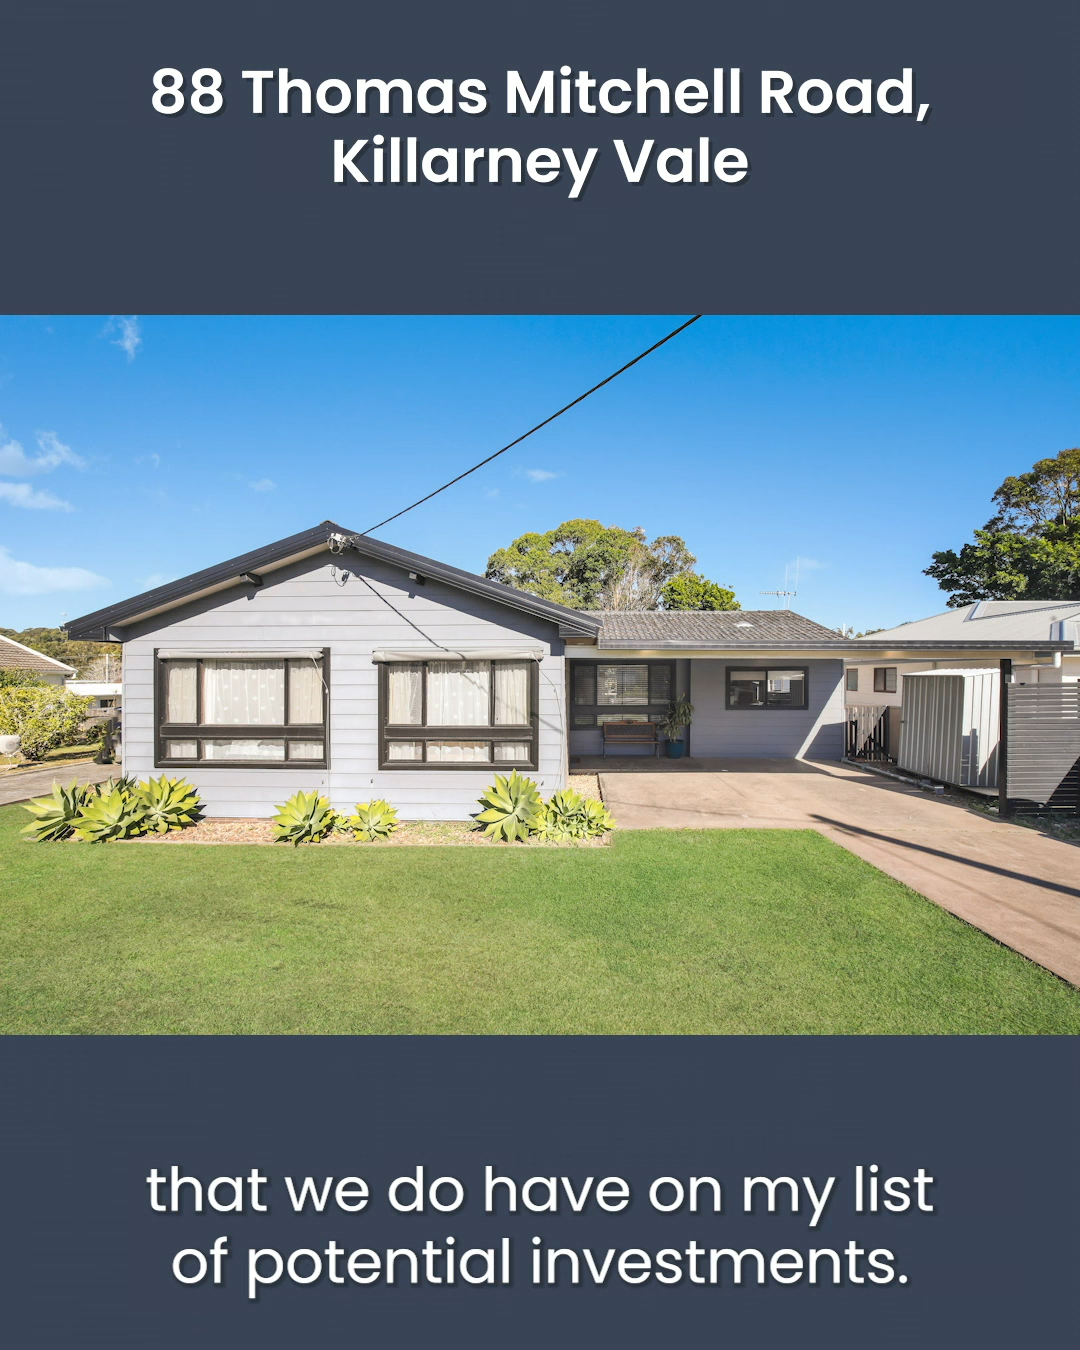 88 Thomas Mitchell Road,
Killarney Vale
that we do have on my list
of potential investments.